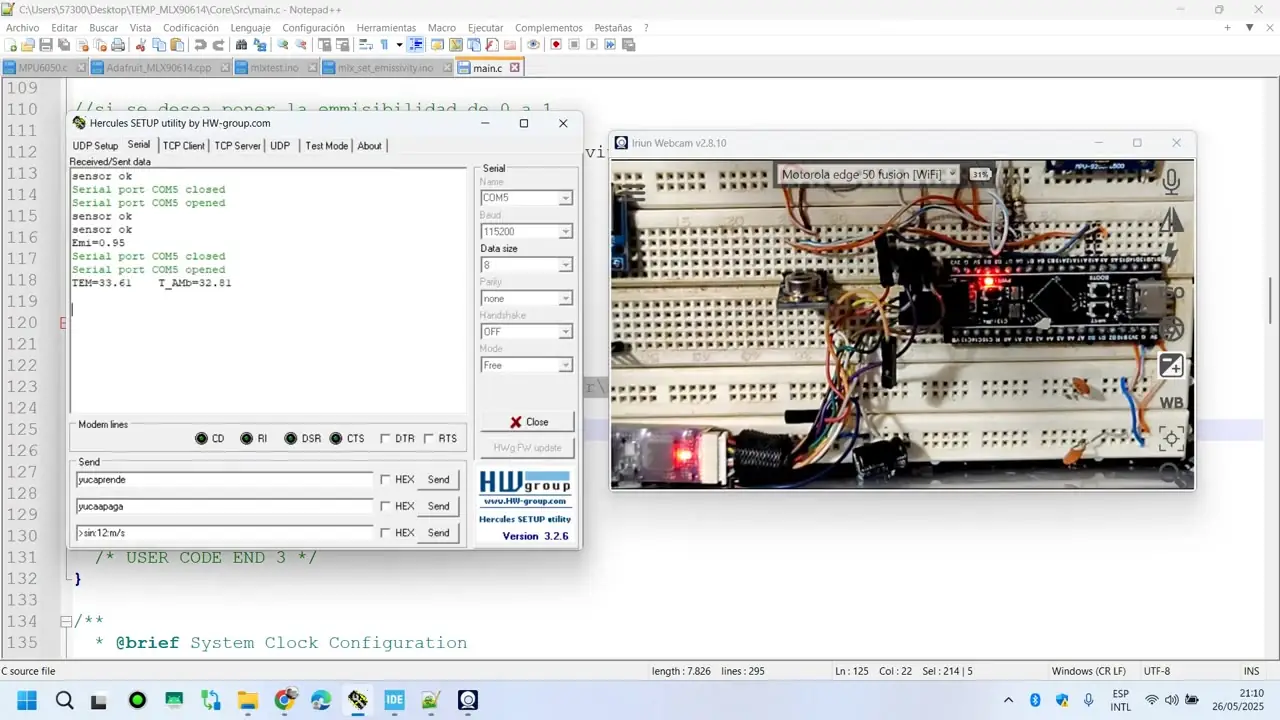 C:\Users\57300\Desktop\TEMP_MLX90614\Core\Src\main.c - Notepad++
Archivo Editar Buscar Vista Codificación Lenguaje Configuración Herramientas Macro Ejecutar Complementos Pestañas ?
MPU6050.c Adafruit_MLX90614.cpp mlxtest.ino mlx_set_emissivity.ino main.c
109
110 //si se desea poner la emmisibilidad de 0 a 1
111
112
113
114
115
116
117
118
119
120
121
122
123
124
125
126
127
128
129
130
131 /* USER CODE END 3 */
132 }
133
134 /**
135 * @brief System Clock Configuration
Hercules SETUP utility by HW-group.com
UDP Setup Serial TCP Client TCP Server UDP Test Mode About
Received/Sent data
sensor ok
Serial port COM5 closed
Serial port COM5 opened
sensor ok
sensor ok
Emi=0.95
Serial port COM5 closed
Serial port COM5 opened
TEM=33.61 T_AMb=32.81
Serial
Name
COM5
Baud
115200
Data size
8
Parity
none
Handshake
OFF
Mode
Free
Close
HWg FW update
Modem lines
CD RI DSR CTS DTR RTS
Send
yucaprende HEX Send
yucaapaga HEX Send
>sin:12:m/s HEX Send
HW group
www.HW-group.com
Hercules SETUP utility
Version 3.2.6
Iriun Webcam v2.8.10
Motorola edge 50 fusion [WiFi] 31%
WB
C source file length : 7.826 lines : 295 Ln : 125 Col : 22 Sel : 214 | 5 Windows (CR LF) UTF-8 INS
IDE
ESP
INTL
21:10
26/05/2025